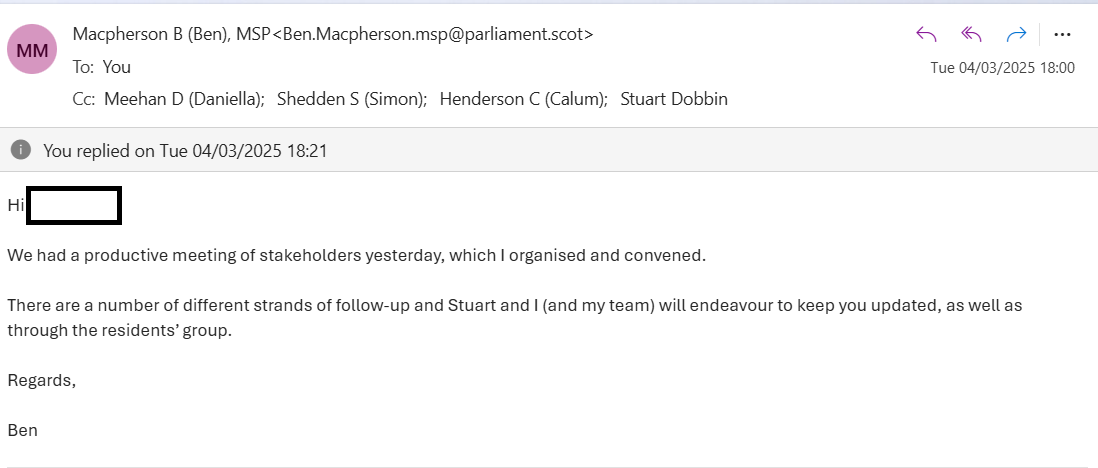 MM
Macpherson B (Ben), MSP<Ben.Macpherson.msp@parliament.scot>
To: You
Tue 04/03/2025 18:00
Cc: Meehan D (Daniella); Shedden S (Simon); Henderson C (Calum); Stuart Dobbin
You replied on Tue 04/03/2025 18:21
Hi
We had a productive meeting of stakeholders yesterday, which I organised and convened.
There are a number of different strands of follow-up and Stuart and I (and my team) will endeavour to keep you updated, as well as
through the residents’ group.
Regards,
Ben